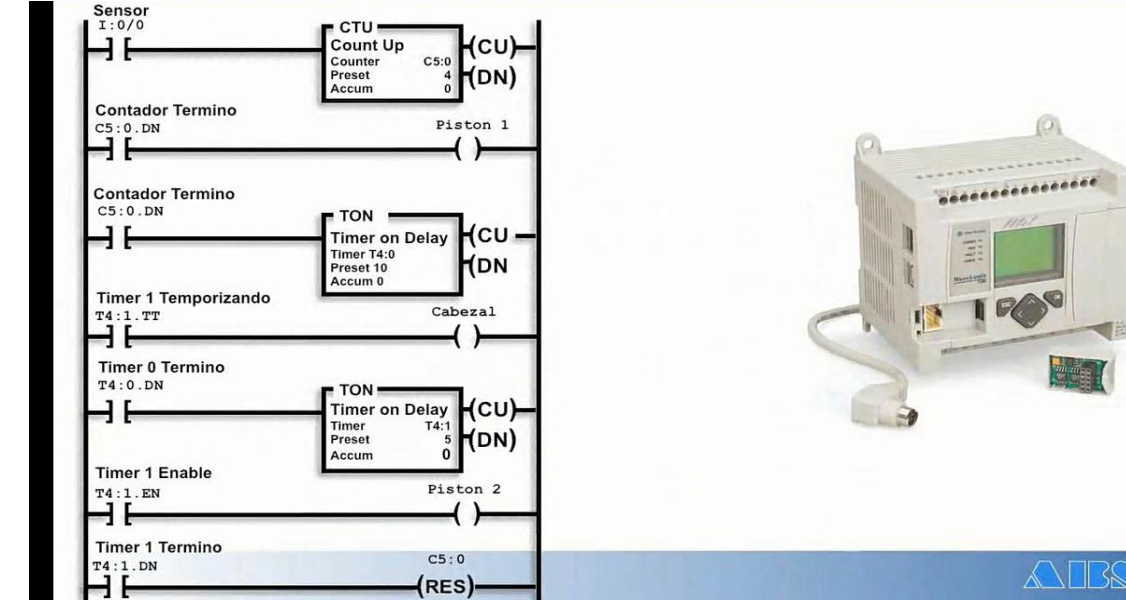 Sensor
I:0/0
CTU
Count Up
Counter C5:0
Preset 4
Accum 0
(CU)
(DN)
Contador Termino
C5:0.DN
Piston 1
Contador Termino
C5:0.DN
TON
Timer on Delay
Timer T4:0
Preset 10
Accum 0
(CU
(DN
Timer 1 Temporizando
T4:1.TT
Cabezal
Timer 0 Termino
T4:0.DN
TON
Timer on Delay
Timer T4:1
Preset 5
Accum 0
(CU)
(DN)
Timer 1 Enable
T4:1.EN
Piston 2
Timer 1 Termino
T4:1.DN
C5:0
(RES)
ESC
OK